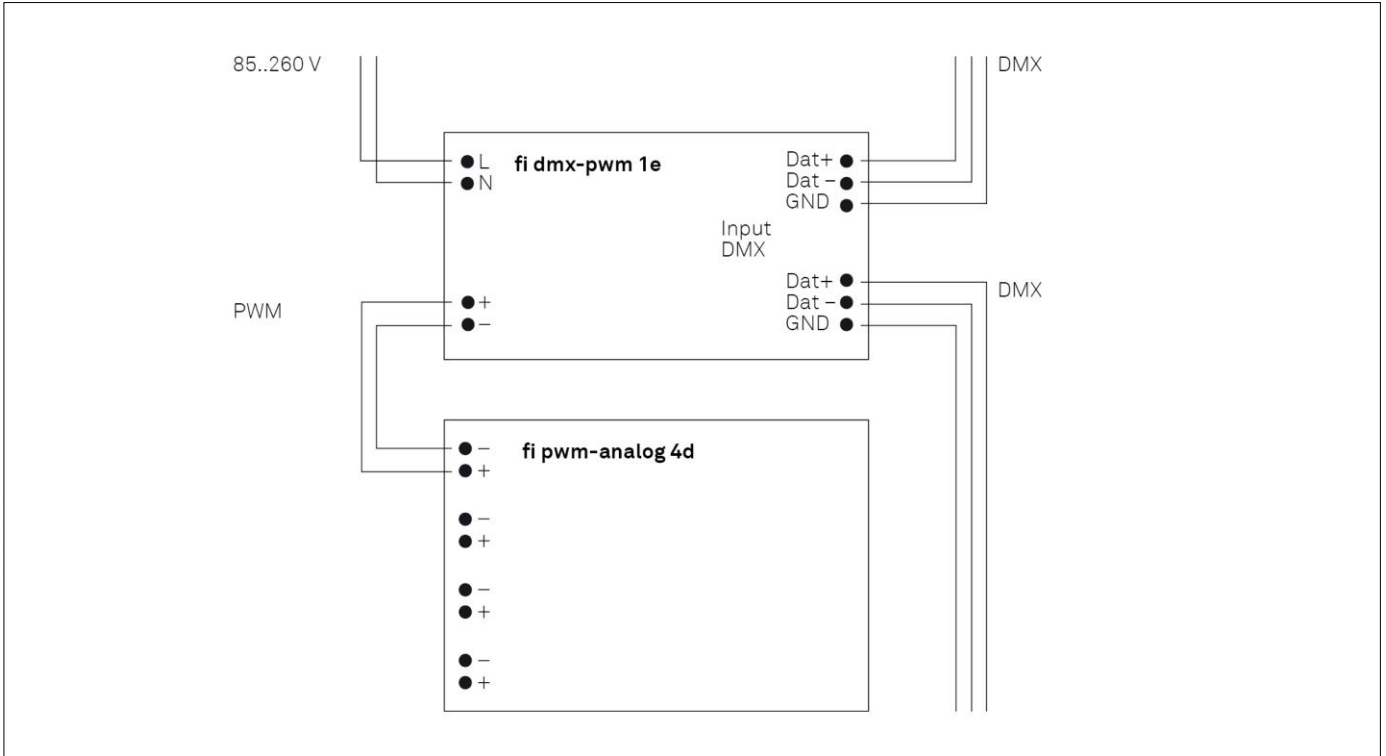 85..260 V
DMX
L
N
fi dmx-pwm 1e
Dat+
Dat –
GND
Input
DMX
PWM
+
–
Dat+
Dat –
GND
DMX
fi pwm-analog 4d
–
+
–
+
–
+
–
+